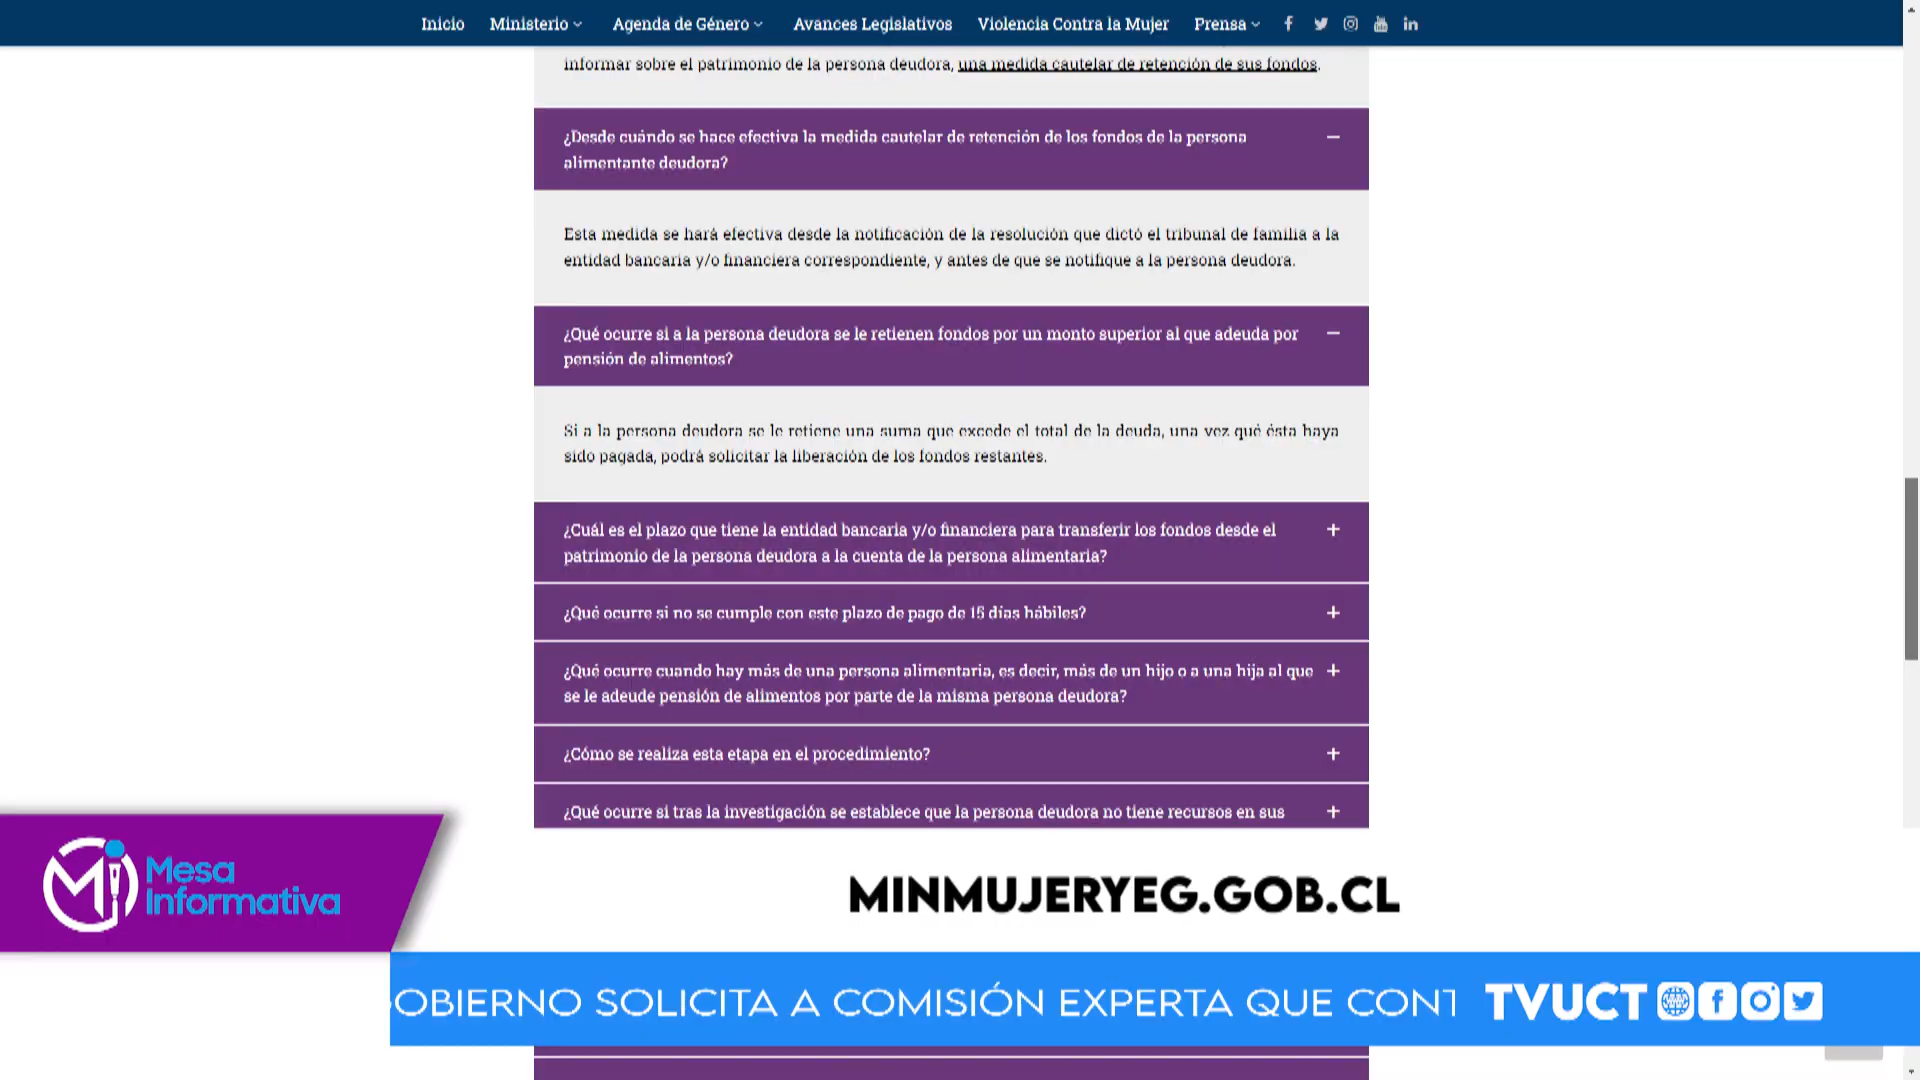 Inicio Ministerio Agenda de Género Avances Legislativos Violencia Contra la Mujer Prensa
informar sobre el patrimonio de la persona deudora, una medida cautelar de retención de sus fondos.
¿Desde cuándo se hace efectiva la medida cautelar de retención de los fondos de la persona
alimentante deudora?
Esta medida se hará efectiva desde la notificación de la resolución que dictó el tribunal de familia a la
entidad bancaria y/o financiera correspondiente, y antes de que se notifique a la persona deudora.
¿Qué ocurre si a la persona deudora se le retienen fondos por un monto superior al que adeuda por
pensión de alimentos?
Si a la persona deudora se le retiene una suma que excede el total de la deuda, una vez qué ésta haya
sido pagada, podrá solicitar la liberación de los fondos restantes.
¿Cuál es el plazo que tiene la entidad bancaria y/o financiera para transferir los fondos desde el
patrimonio de la persona deudora a la cuenta de la persona alimentaria?
¿Qué ocurre si no se cumple con este plazo de pago de 15 días hábiles?
¿Qué ocurre cuando hay más de una persona alimentaria, es decir, más de un hijo o a una hija al que
se le adeude pensión de alimentos por parte de la misma persona deudora?
¿Cómo se realiza esta etapa en el procedimiento?
¿Qué ocurre si tras la investigación se establece que la persona deudora no tiene recursos en sus
Mesa
Informativa
MINMUJERYEG.GOB.CL
OBIERNO SOLICITA A COMISIÓN EXPERTA QUE CONT
TVUCT